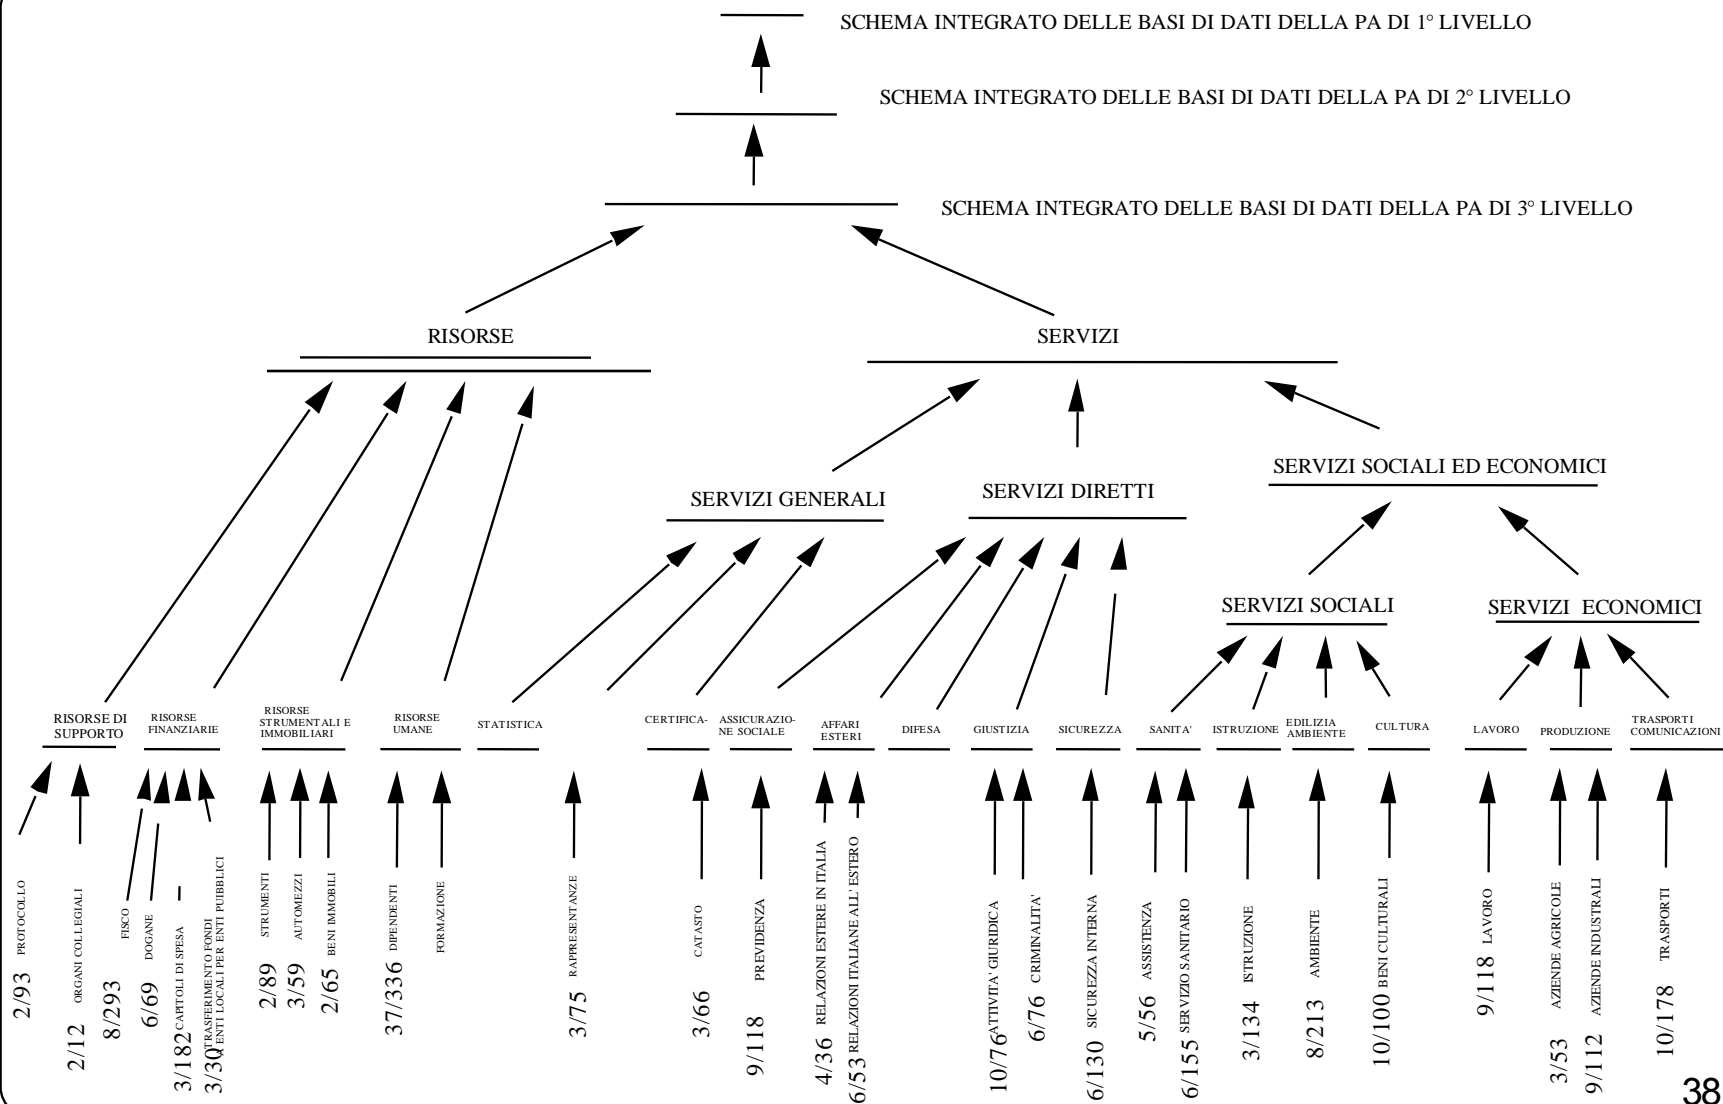 SCHEMA INTEGRATO DELLE BASI DI DATI DELLA PA DI 1° LIVELLO
SCHEMA INTEGRATO DELLE BASI DI DATI DELLA PA DI 2° LIVELLO
SCHEMA INTEGRATO DELLE BASI DI DATI DELLA PA DI 3° LIVELLO
RISORSE
SERVIZI
SERVIZI GENERALI
SERVIZI DIRETTI
SERVIZI SOCIALI ED ECONOMICI
SERVIZI SOCIALI
SERVIZI ECONOMICI
RISORSE DI
SUPPORTO
RISORSE
FINANZIARIE
RISORSE
STRUMENTALI E
IMMOBILIARI
RISORSE
UMANE
STATISTICA
CERTIFICA-
ASSICURAZIO-
NE SOCIALE
AFFARI
ESTERI
DIFESA
GIUSTIZIA
SICUREZZA
SANITA'
ISTRUZIONE
EDILIZIA
AMBIENTE
CULTURA
LAVORO
PRODUZIONE
TRASPORTI
COMUNICAZIONI
2/93 PROTOCOLLO
2/12 ORGANI COLLEGIALI
8/293 FISCO
6/69 DOGANE
3/182 CAPITOLI DI SPESA
3/30 TRASFERIMENTO FONDI
A ENTI LOCALI PER ENTI PUIBBLICI
2/89 STRUMENTI
3/59 AUTOMEZZI
2/65 BENI IMMOBILI
37/336 DIPENDENTI
FORMAZIONE
3/75 RAPPRESENTANZE
3/66 CATASTO
9/118 PREVIDENZA
4/36 RELAZIONI ESTERE IN ITALIA
6/53 RELAZIONI ITALIANE ALL' ESTERO
10/76 ATTIVITA' GIURIDICA
6/76 CRIMINALITA'
6/130 SICUREZZA INTERNA
5/56 ASSISTENZA
6/155 SERVIZIO SANITARIO
3/134 ISTRUZIONE
8/213 AMBIENTE
10/100 BENI CULTURALI
9/118 LAVORO
3/53 AZIENDE AGRICOLE
9/112 AZIENDE INDUSTRALI
10/178 TRASPORTI
38